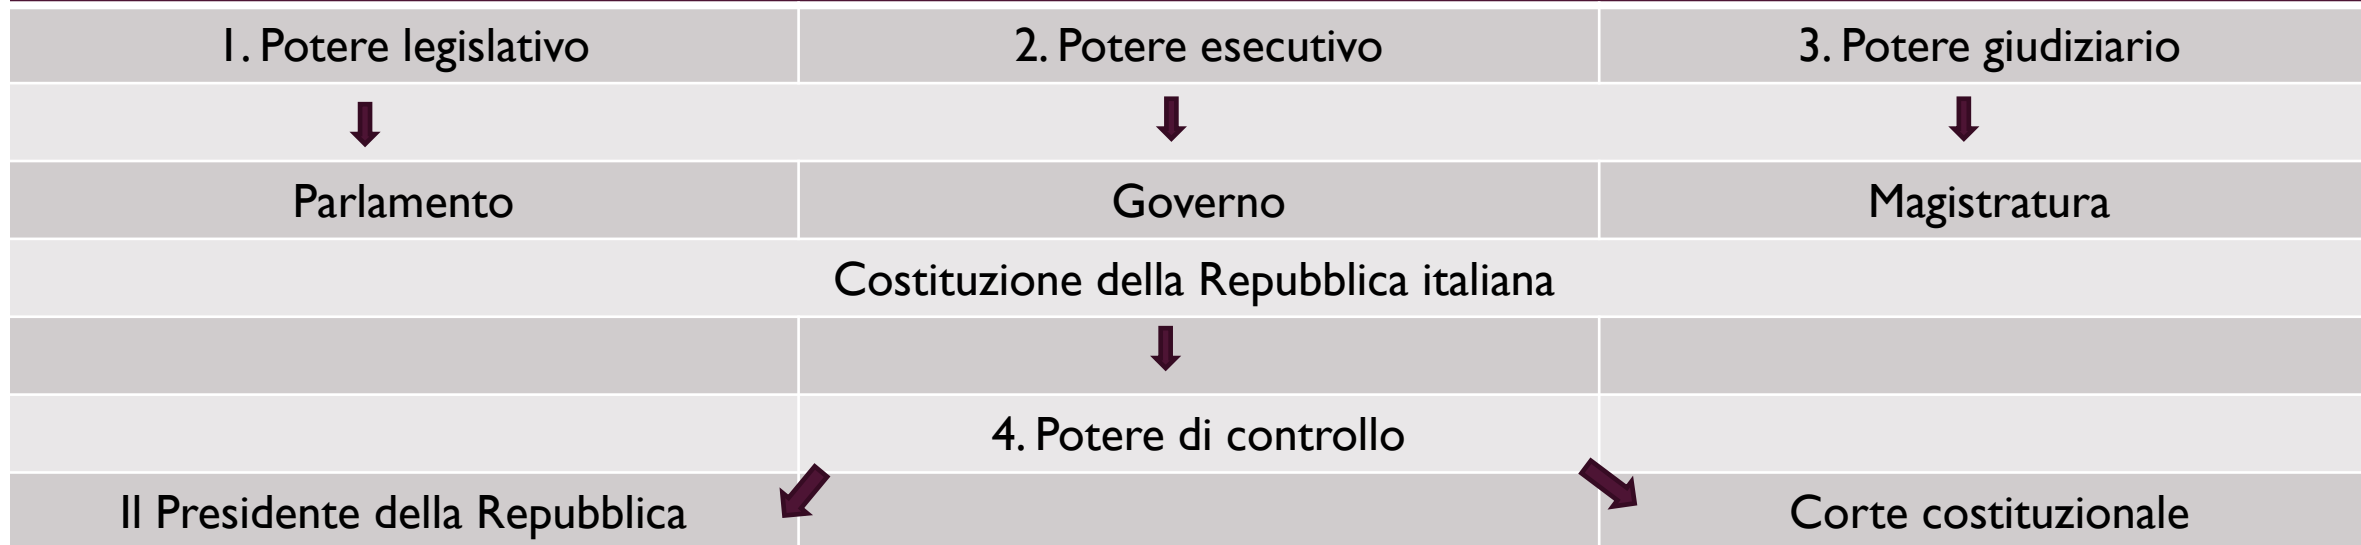 1. Potere legislativo
2. Potere esecutivo
3. Potere giudiziario
Parlamento
Governo
Magistratura
Costituzione della Repubblica italiana
4. Potere di controllo
Il Presidente della Repubblica
Corte costituzionale